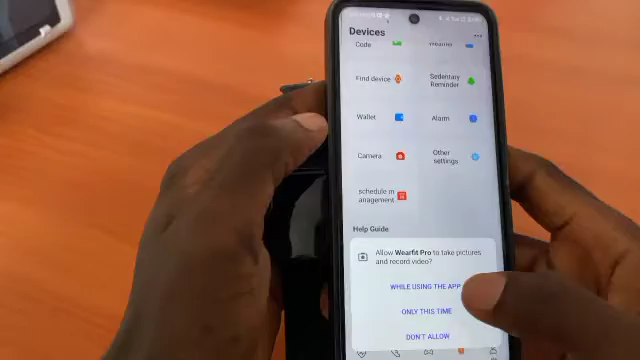 Devices
Code
Find device
Sedentary
Reminder
Wallet
Alarm
Camera
Other
settings
schedule in
anagement.
Help Guide
Allow Wearfit Pro to take pictures
and record video?
WHILE USING THE APP
ONLY THIS TIME
DON'T ALLOW